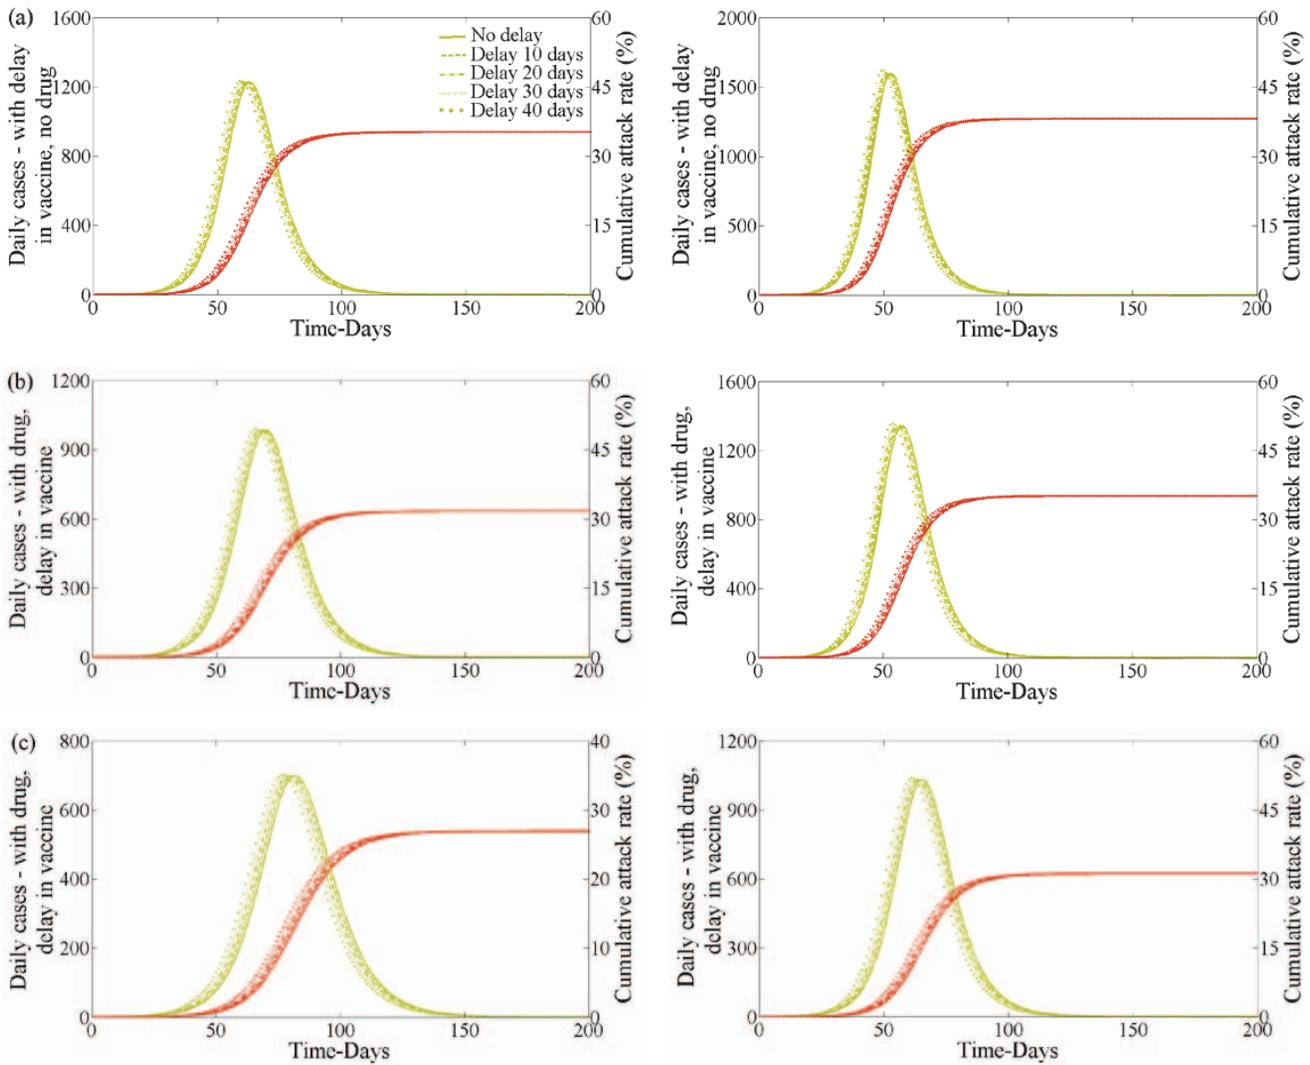 (a)
Daily cases - with delay
in vaccine, no drug
1600
1200
800
400
0
No delay
Delay 10 days
Delay 20 days
Delay 30 days
Delay 40 days
60
45
30
15
0
Cumulative attack rate (%)
0 50 100 150 200
Time-Days
Daily cases - with delay
in vaccine, no drug
2000
1500
1000
500
0
60
45
30
15
0
Cumulative attack rate (%)
0 50 100 150 200
Time-Days
(b)
Daily cases - with drug,
delay in vaccine
1200
900
600
300
0
60
45
30
15
0
Cumulative attack rate (%)
0 50 100 150 200
Time-Days
Daily cases - with drug,
delay in vaccine
1600
1200
800
400
0
60
45
30
15
0
Cumulative attack rate (%)
0 50 100 150 200
Time-Days
(c)
Daily cases - with drug,
delay in vaccine
800
600
400
200
0
40
30
20
10
0
Cumulative attack rate (%)
0 50 100 150 200
Time-Days
Daily cases - with drug,
delay in vaccine
1200
900
600
300
0
60
45
30
15
0
Cumulative attack rate (%)
0 50 100 150 200
Time-Days